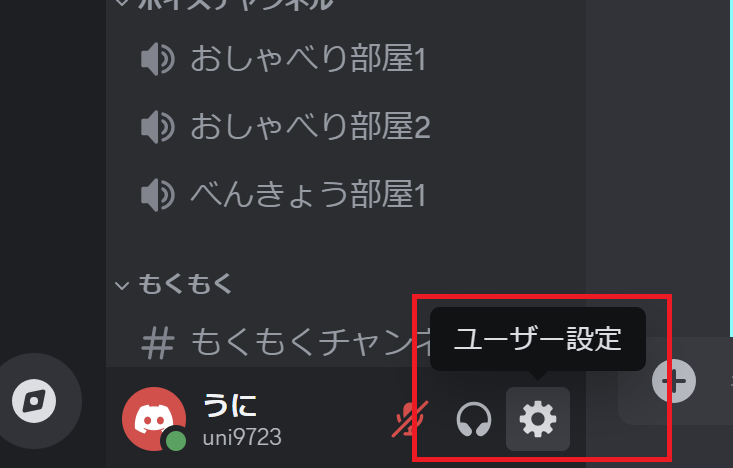 ボイスチャンネル
おしゃべり部屋1
おしゃべり部屋2
べんきょう部屋1
もくもく
もくもくチャンネ
ユーザー設定
うに
uni9723